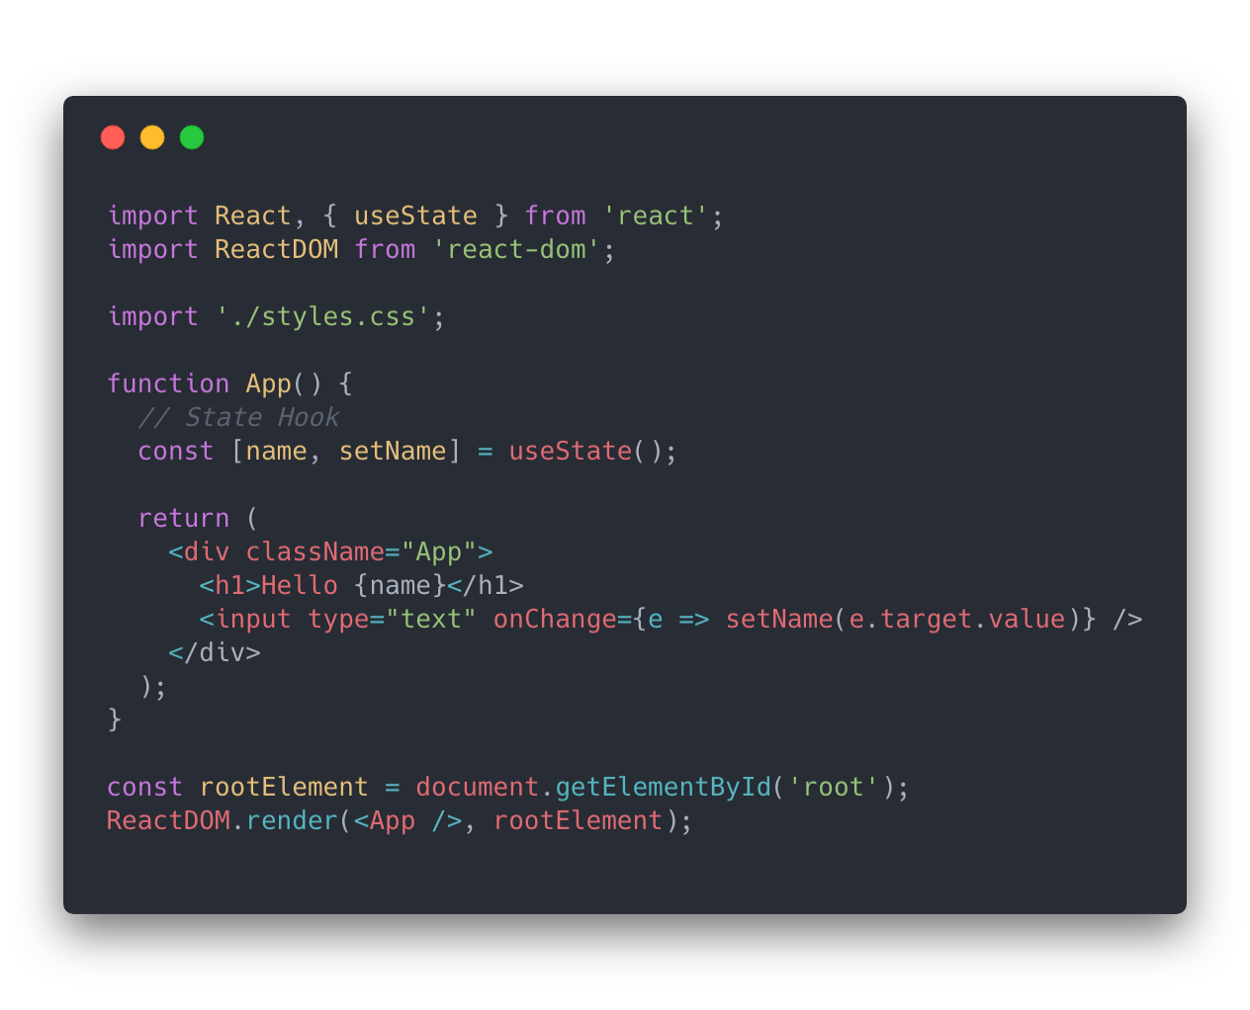 import React, { useState } from 'react';
import ReactDOM from 'react-dom';

import './styles.css';

function App() {
  // State Hook
  const [name, setName] = useState();

  return (
    <div className="App">
      <h1>Hello {name}</h1>
      <input type="text" onChange={e => setName(e.target.value)} />
    </div>
  );
}

const rootElement = document.getElementById('root');
ReactDOM.render(<App />, rootElement);